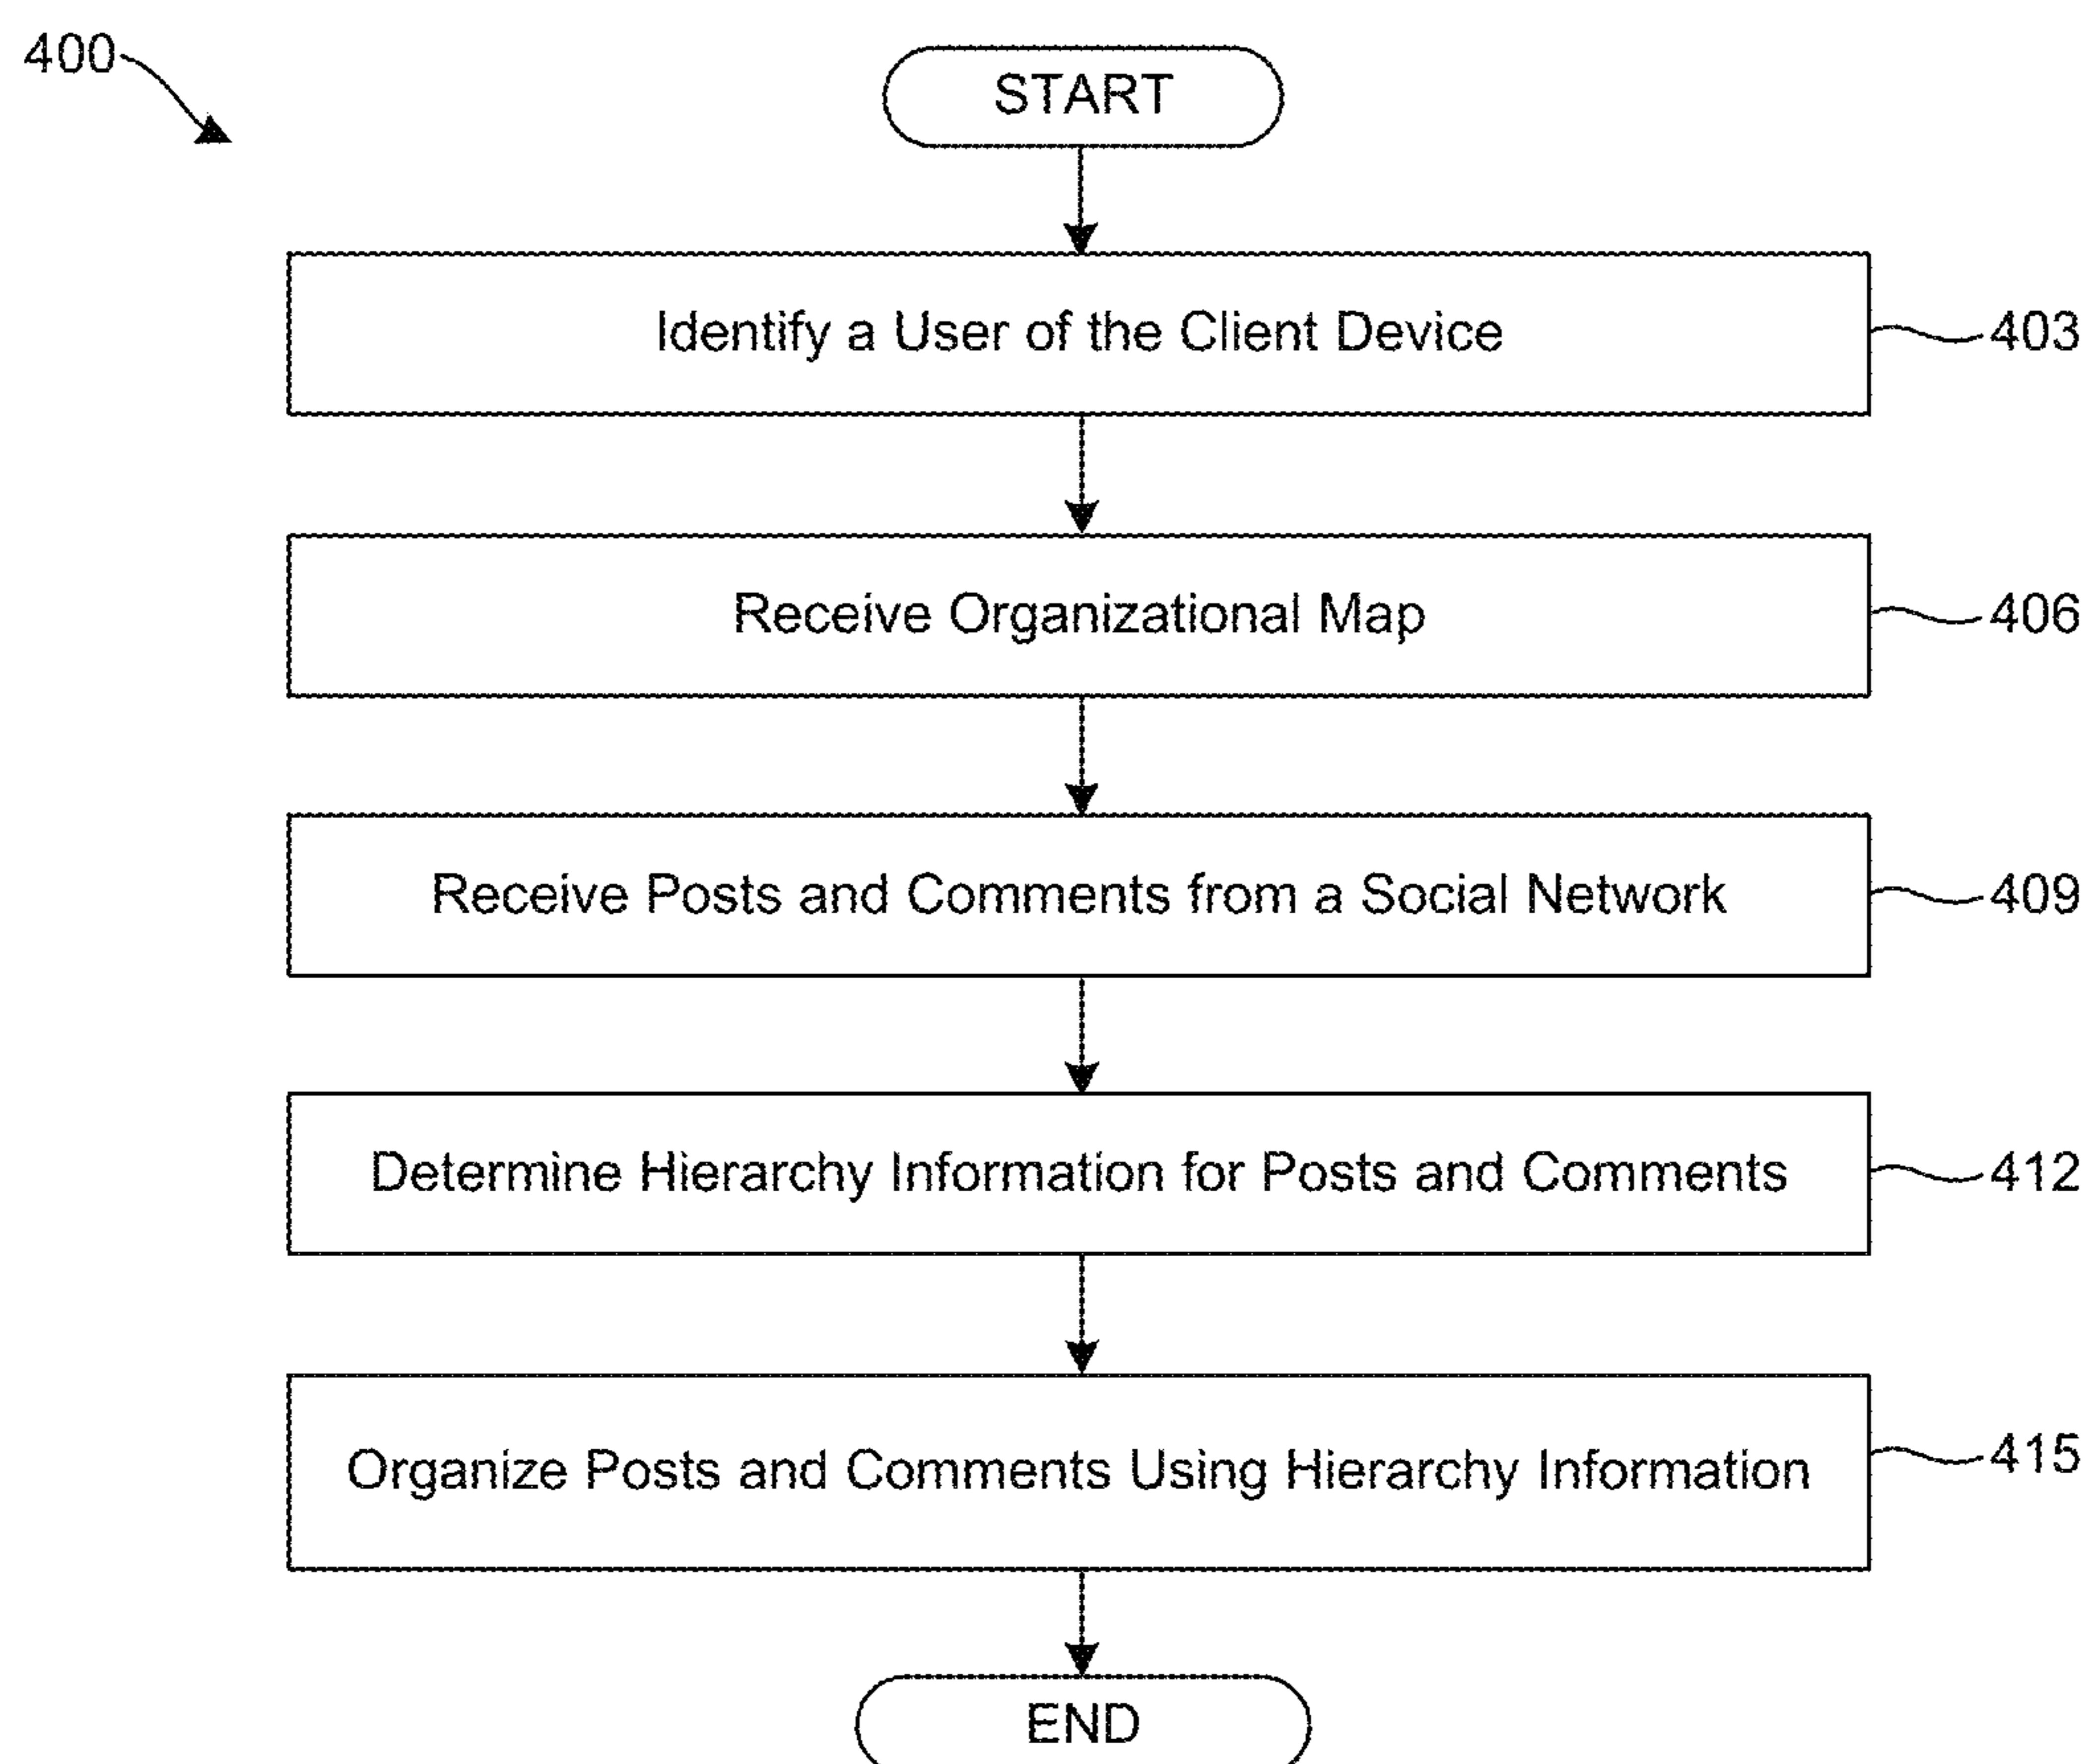 400
START
Identify a User of the Client Device
403
Receive Organizational Map
406
Receive Posts and Comments from a Social Network
409
Determine Hierarchy Information for Posts and Comments
412
Organize Posts and Comments Using Hierarchy Information
415
END